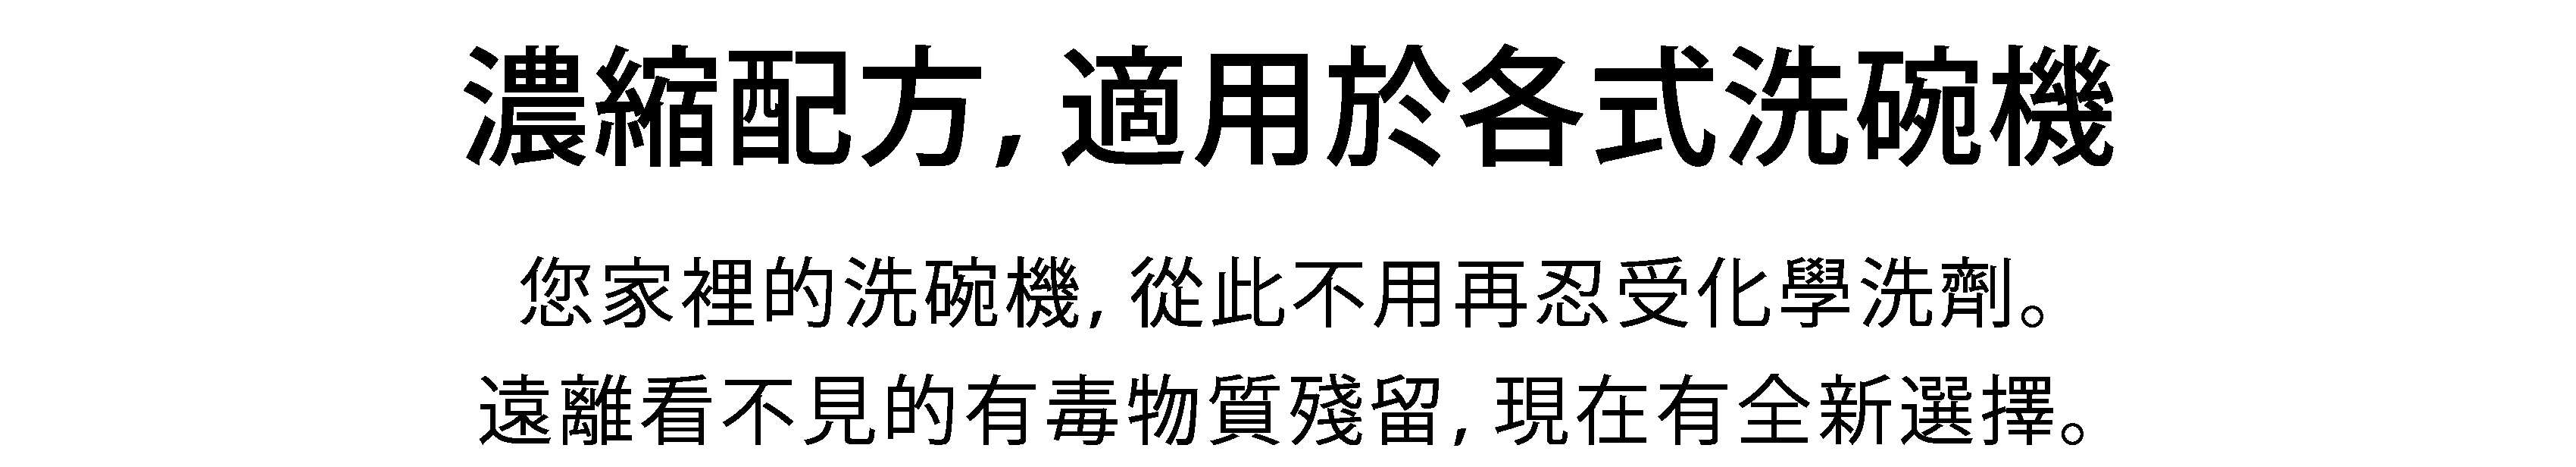 濃縮配方, 適用於各式洗碗機
您家裡的洗碗機, 從此不用再忍受化學洗劑。
遠離看不見的有毒物質殘留, 現在有全新選擇。